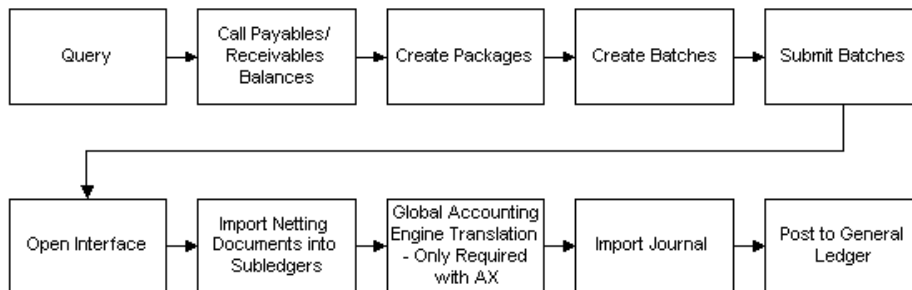 Query
Call Payables/
Receivables
Balances
Create Packages
Create Batches
Submit Batches
Open Interface
Import Netting
Documents into
Subledgers
Global Accounting
Engine Translation
- Only Required
with AX
Import Journal
Post to General
Ledger